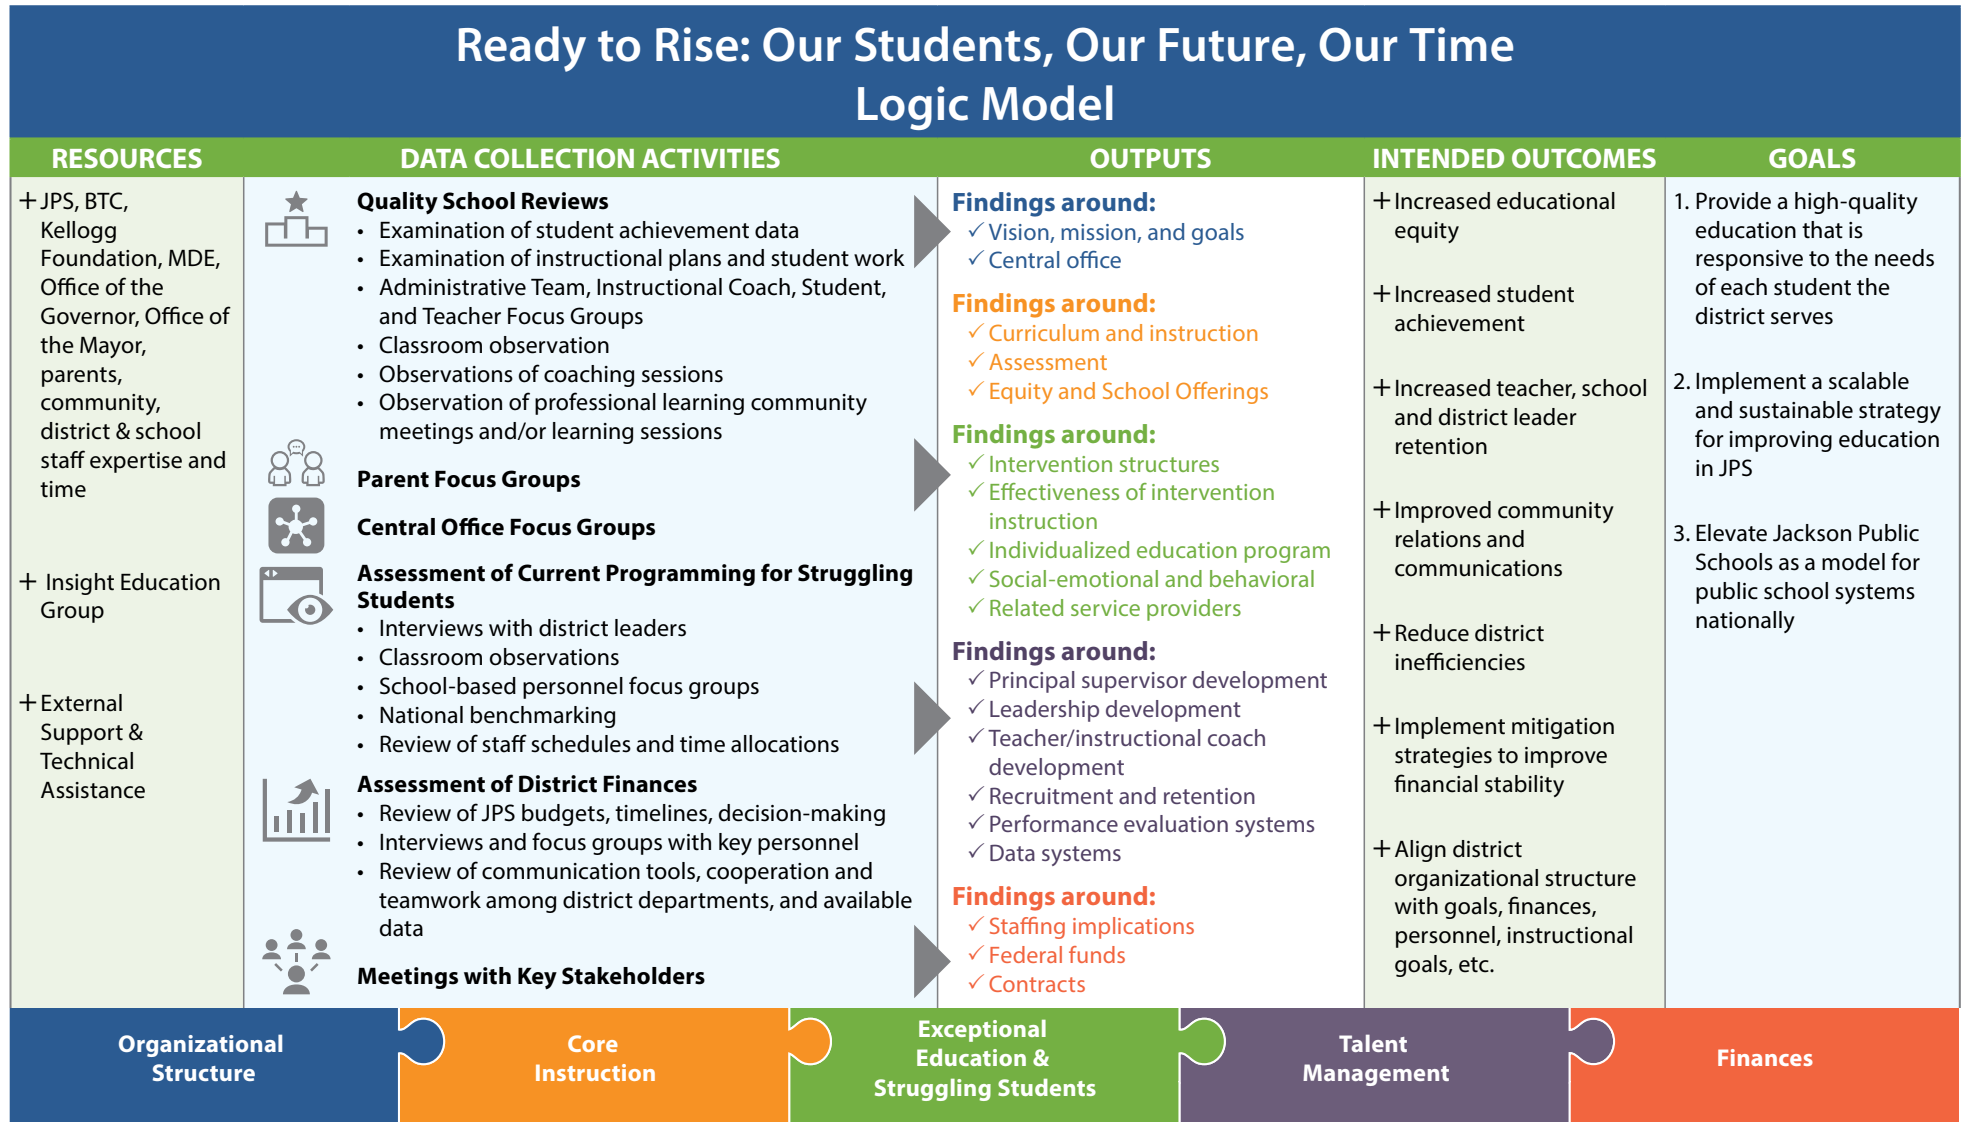 Ready to Rise: Our Students, Our Future, Our Time
Logic Model
RESOURCES
+ JPS, BTC,
Kellogg
Foundation, MDE,
Office of the
Governor, Office of
the Mayor,
parents,
community,
district & school
staff expertise and
time
+ Insight Education
Group
+ External
Support &
Technical
Assistance
DATA COLLECTION ACTIVITIES
Quality School Reviews
• Examination of student achievement data
• Examination of instructional plans and student work
• Administrative Team, Instructional Coach, Student,
and Teacher Focus Groups
• Classroom observation
• Observations of coaching sessions
• Observation of professional learning community
meetings and/or learning sessions
Parent Focus Groups
Central Office Focus Groups
Assessment of Current Programming for Struggling
Students
• Interviews with district leaders
• Classroom observations
• School-based personnel focus groups
• National benchmarking
• Review of staff schedules and time allocations
Assessment of District Finances
• Review of JPS budgets, timelines, decision-making
• Interviews and focus groups with key personnel
• Review of communication tools, cooperation and
teamwork among district departments, and available
data
Meetings with Key Stakeholders
OUTPUTS
Findings around:
✓ Vision, mission, and goals
✓ Central office
Findings around:
✓ Curriculum and instruction
✓ Assessment
✓ Equity and School Offerings
Findings around:
✓ Intervention structures
✓ Effectiveness of intervention
instruction
✓ Individualized education program
✓ Social-emotional and behavioral
✓ Related service providers
Findings around:
✓ Principal supervisor development
✓ Leadership development
✓ Teacher/instructional coach
development
✓ Recruitment and retention
✓ Performance evaluation systems
✓ Data systems
Findings around:
✓ Staffing implications
✓ Federal funds
✓ Contracts
INTENDED OUTCOMES
+ Increased educational
equity
+ Increased student
achievement
+ Increased teacher, school
and district leader
retention
+ Improved community
relations and
communications
+ Reduce district
inefficiencies
+ Implement mitigation
strategies to improve
financial stability
+ Align district
organizational structure
with goals, finances,
personnel, instructional
goals, etc.
GOALS
1. Provide a high-quality
education that is
responsive to the needs
of each student the
district serves
2. Implement a scalable
and sustainable strategy
for improving education
in JPS
3. Elevate Jackson Public
Schools as a model for
public school systems
nationally
Organizational
Structure
Core
Instruction
Exceptional
Education &
Struggling Students
Talent
Management
Finances